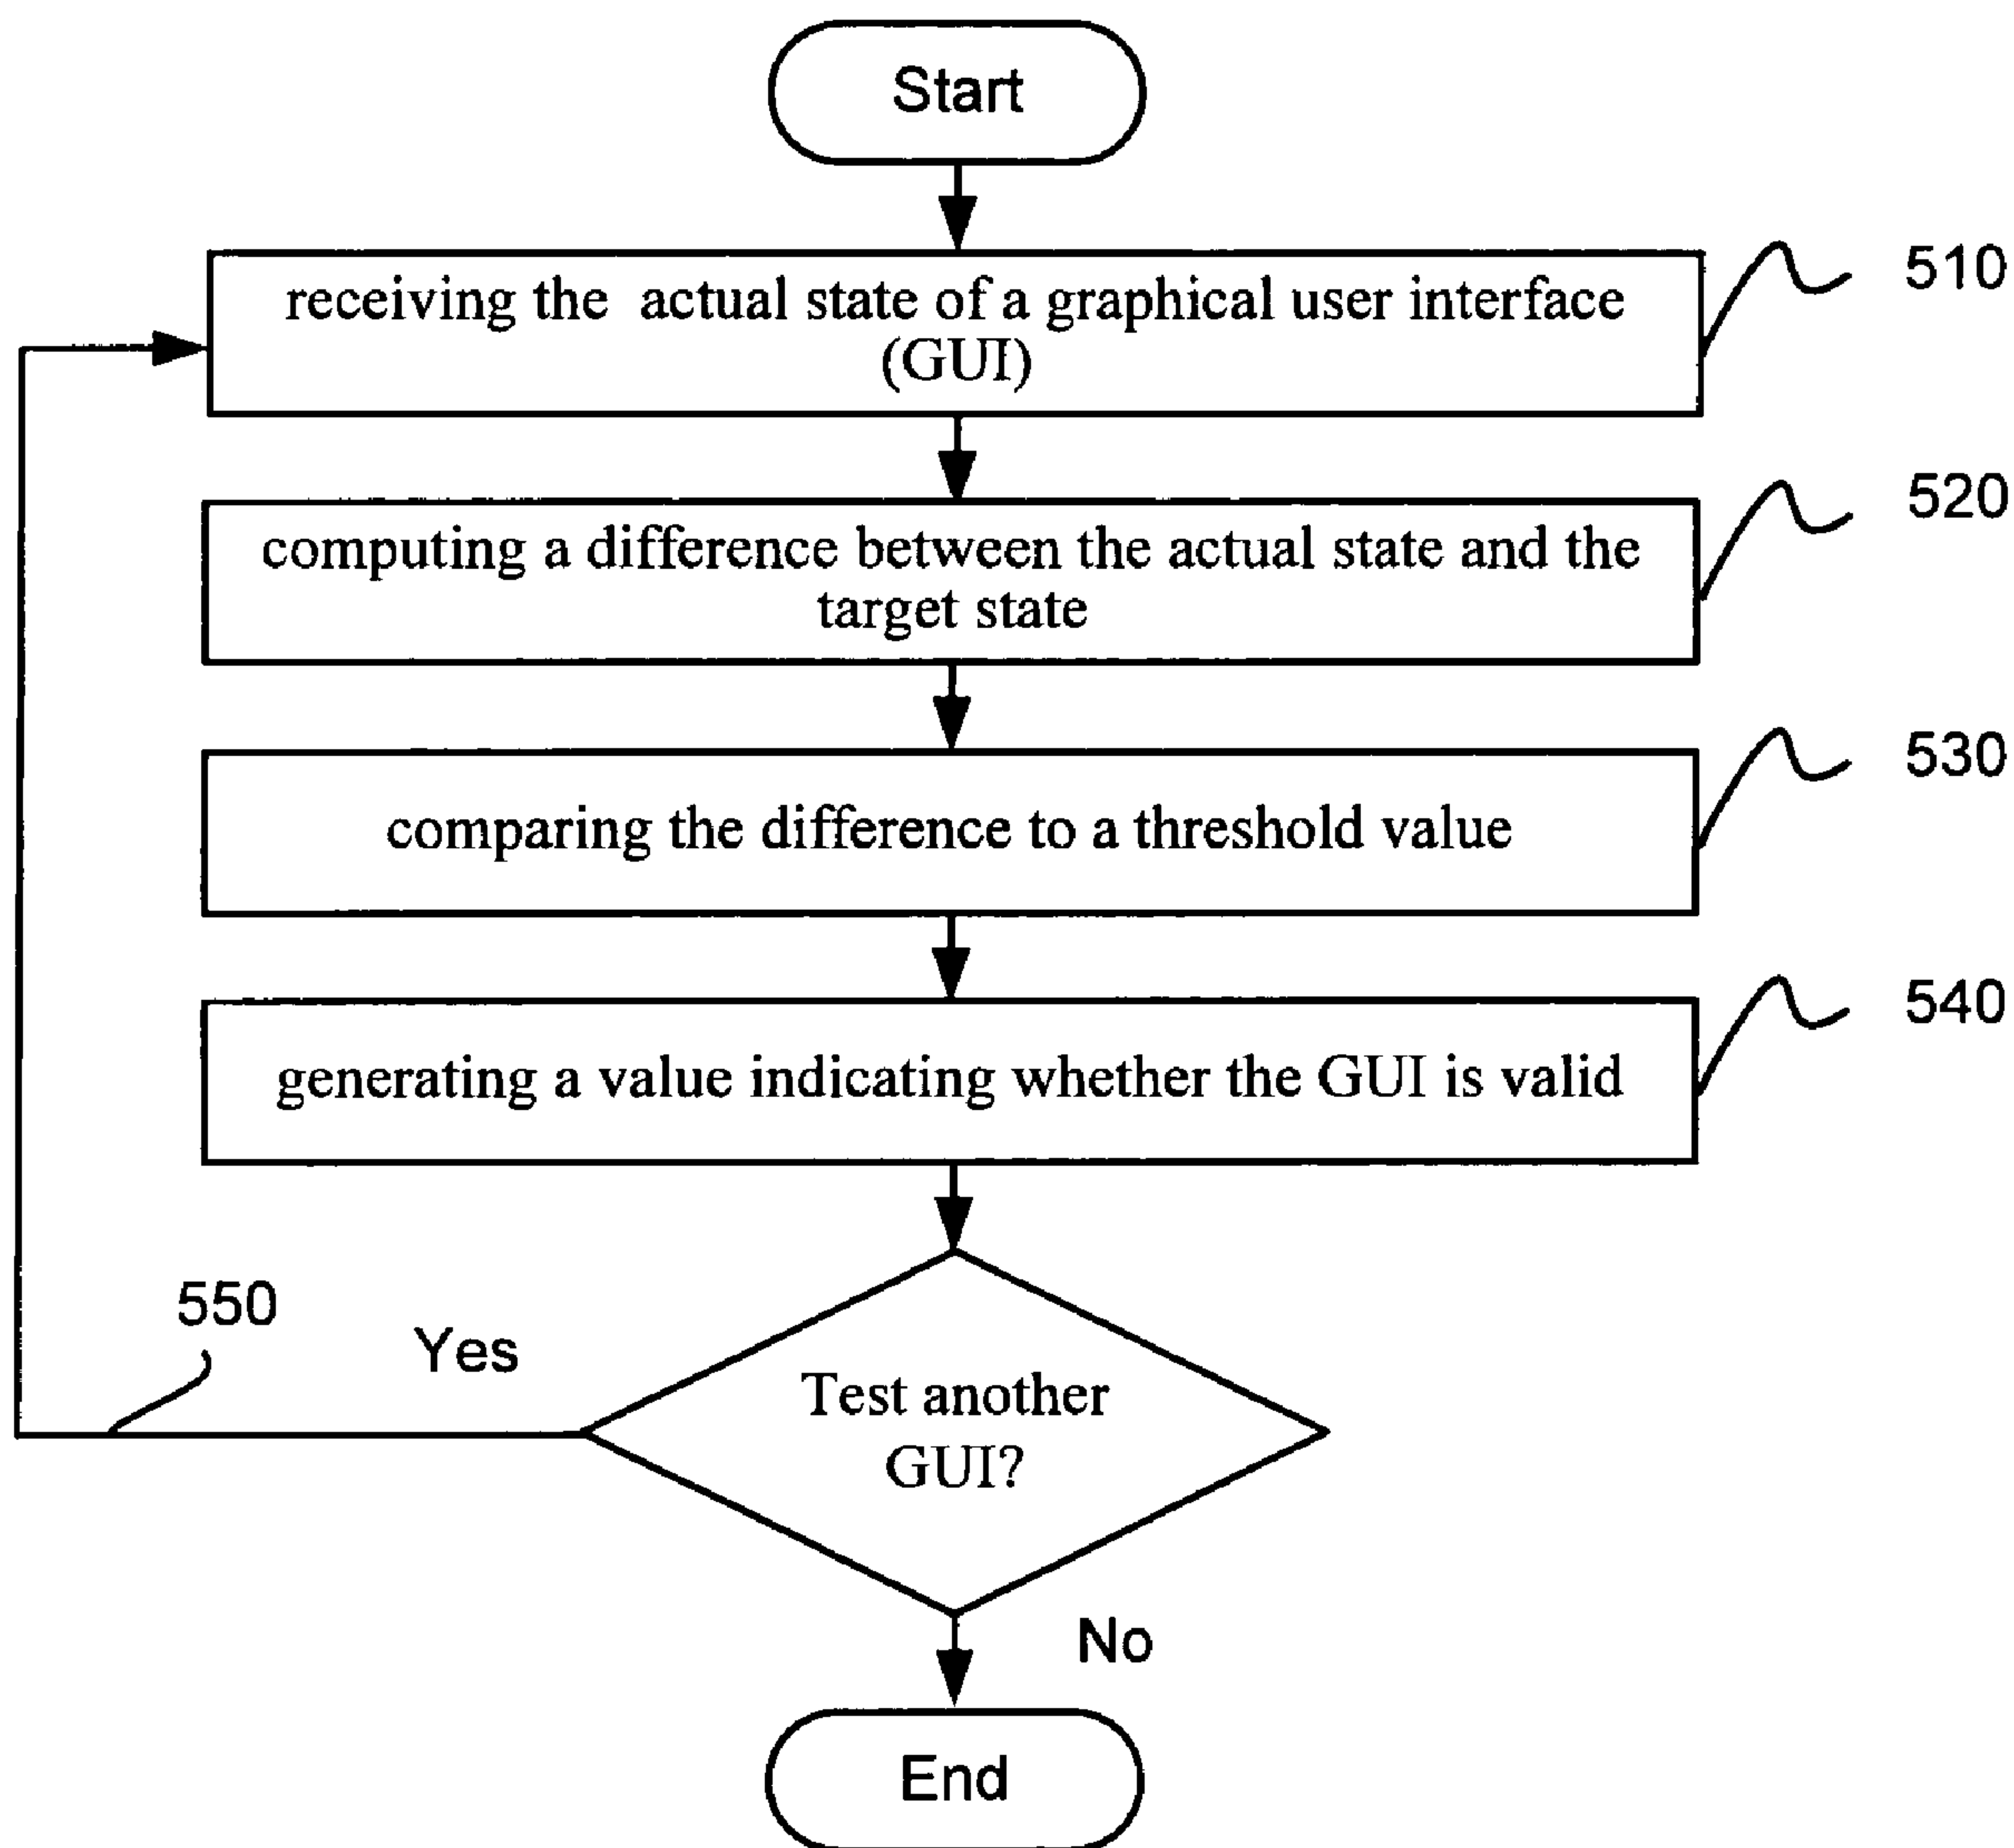 Start
receiving the actual state of a graphical user interface
(GUI)
510
computing a difference between the actual state and the
target state
520
comparing the difference to a threshold value
530
generating a value indicating whether the GUI is valid
540
550
Yes
Test another
GUI?
No
End